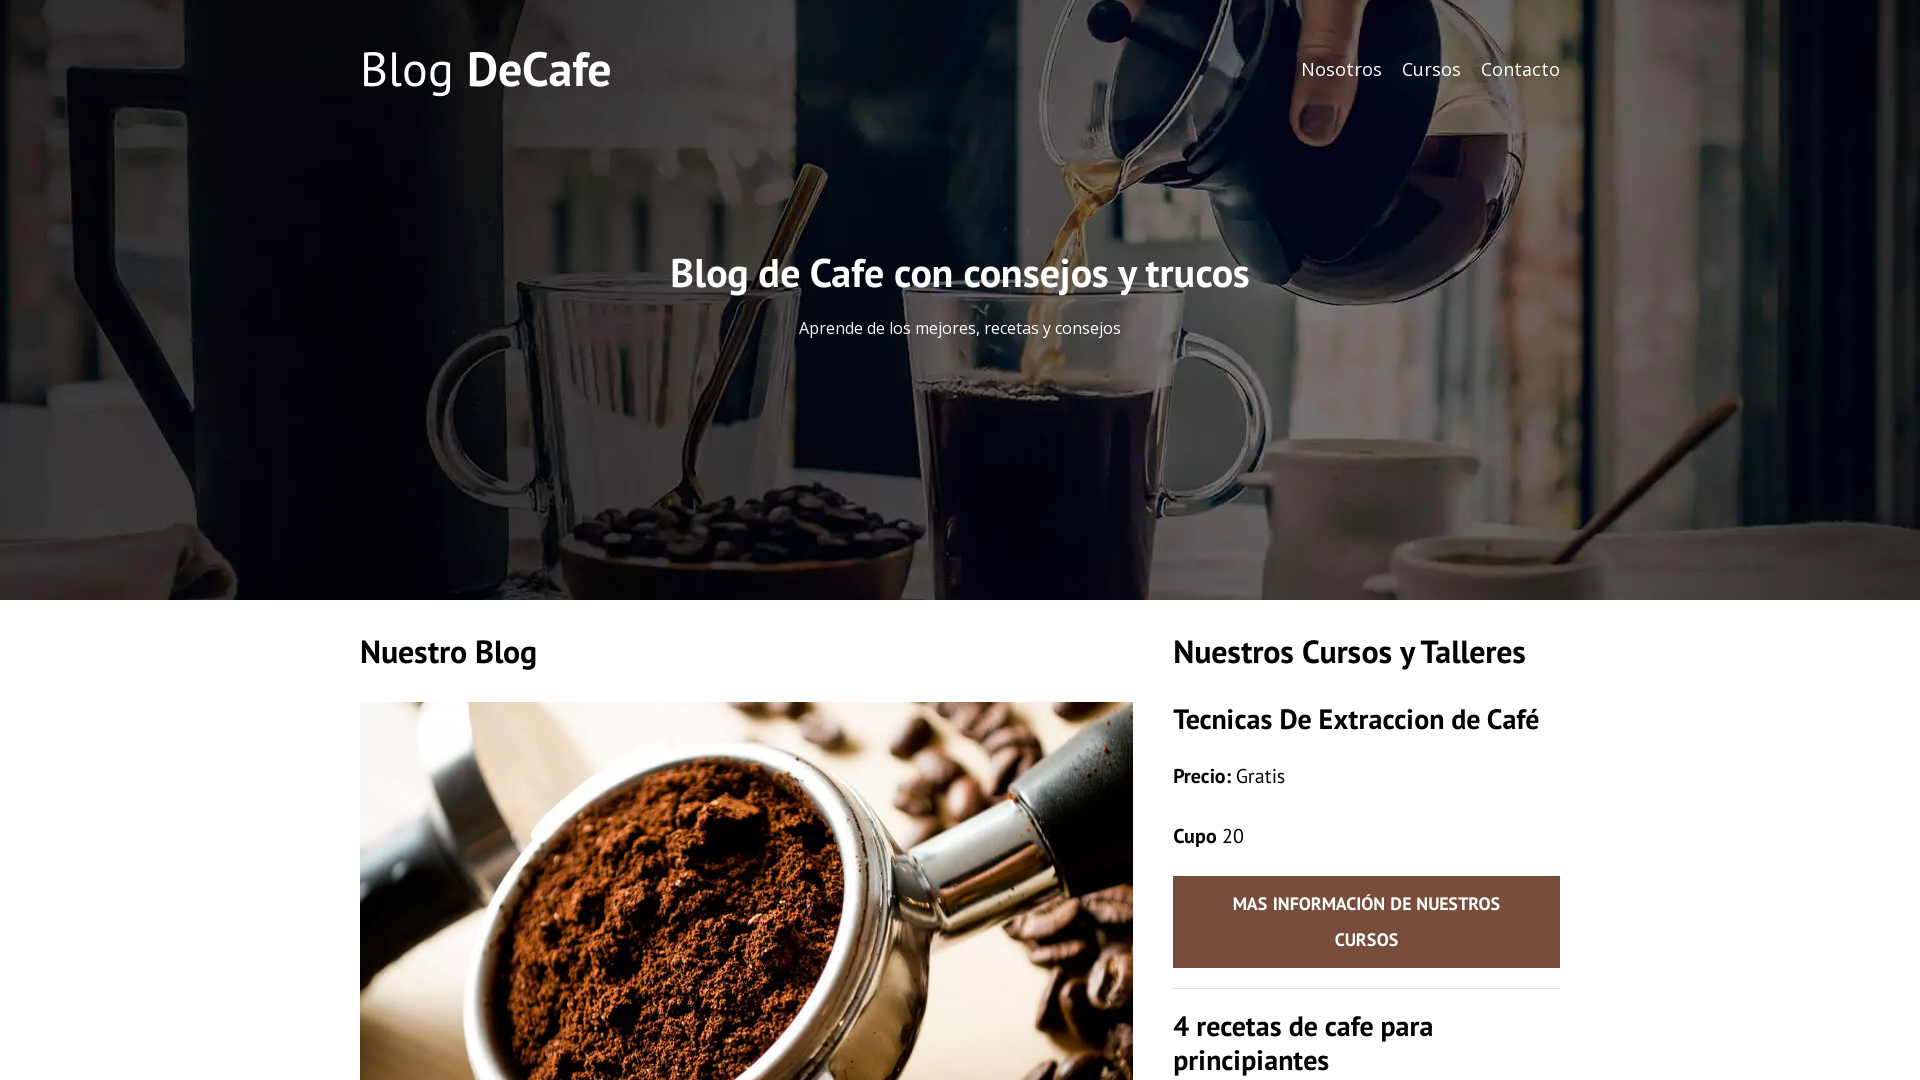 Blog DeCafe
Nosotros Cursos Contacto
Blog de Cafe con consejos y trucos
Aprende de los mejores, recetas y consejos
Nuestro Blog
Nuestros Cursos y Talleres
Tecnicas De Extraccion de Café
Precio: Gratis
Cupo 20
MAS INFORMACIÓN DE NUESTROS
CURSOS
4 recetas de cafe para
principiantes